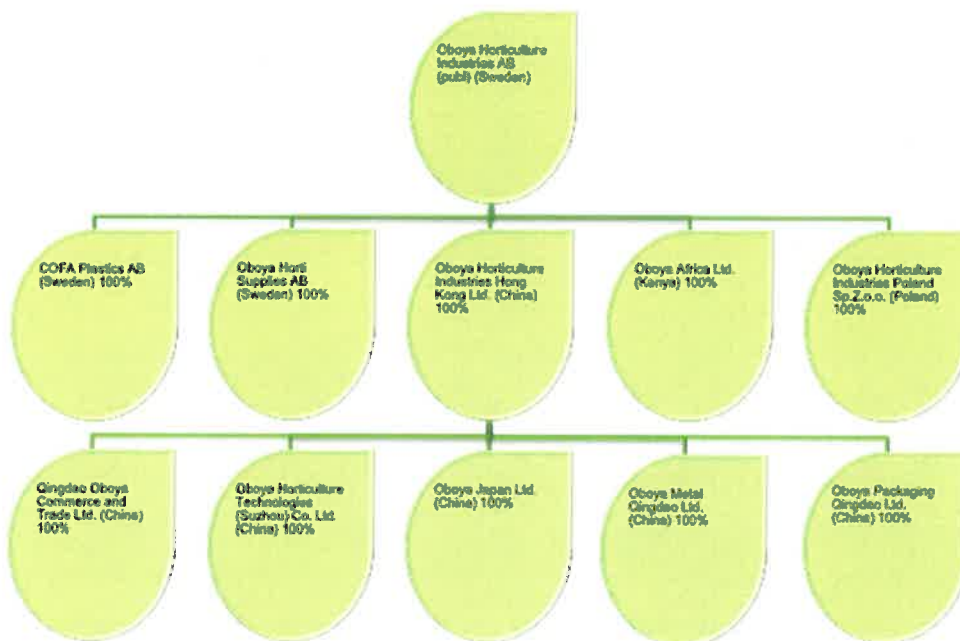 Oboya Horticulture
Industries AB
(publ) (Sweden)
COFA Plastics AB
(Sweden) 100%
Oboya Horti
Supplies AB
(Sweden) 100%
Oboya Horticulture
Industries Hong
Kong Ltd. (China)
100%
Oboya Africa Ltd.
(Kenya) 100%
Oboya Horticulture
Industries Poland
Sp.Z.o.o. (Poland)
100%
Qingdao Oboya
Commerce and
Trade Ltd. (China)
100%
Oboya Horticulture
Technologies
(Suzhou) Co. Ltd.
(China) 100%
Oboya Japan Ltd.
(China) 100%
Oboya Metal
Qingdao Ltd.
(China) 100%
Oboya Packaging
Qingdao Ltd.
(China) 100%